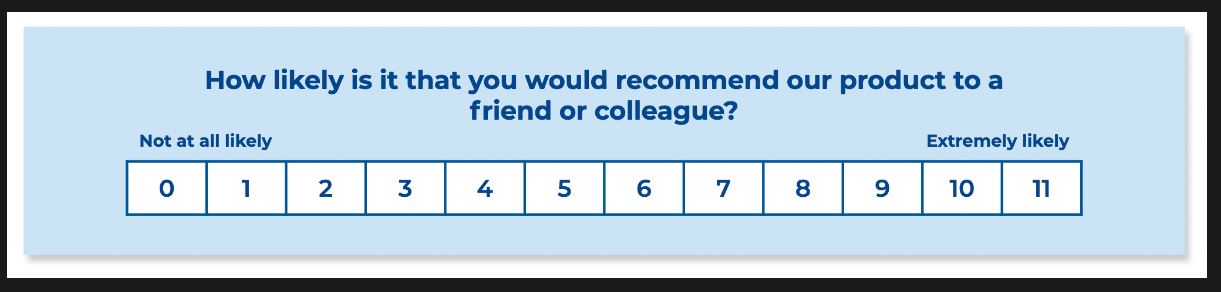 How likely is it that you would recommend our product to a
friend or colleague?
Not at all likely Extremely likely
0 1 2 3 4 5 6 7 8 9 10 11